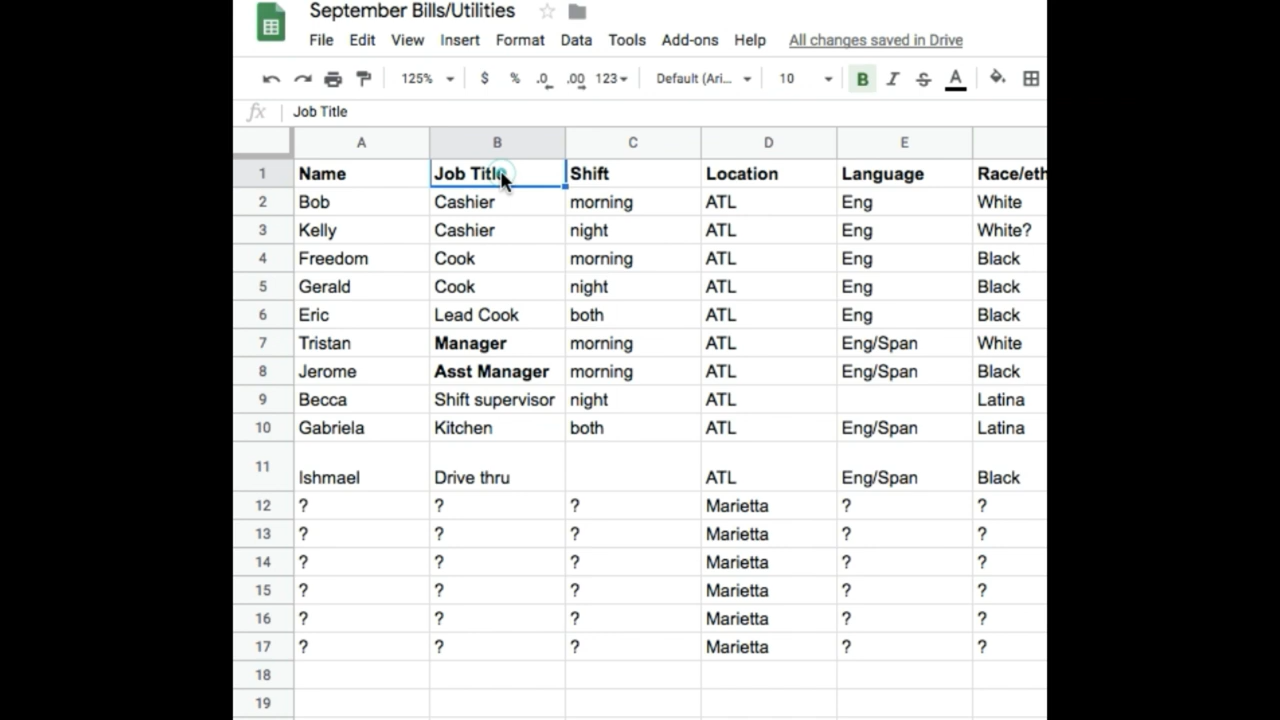 September Bills/Utilities
File Edit View Insert Format Data Tools Add-ons Help All changes saved in Drive
125% $ % .0 .00 123 Default (Ari... 10 B I S A
fx Job Title
A B C D E
1 Name Job Title Shift Location Language Race/eth
2 Bob Cashier morning ATL Eng White
3 Kelly Cashier night ATL Eng White?
4 Freedom Cook morning ATL Eng Black
5 Gerald Cook night ATL Eng Black
6 Eric Lead Cook both ATL Eng Black
7 Tristan Manager morning ATL Eng/Span White
8 Jerome Asst Manager morning ATL Eng/Span Black
9 Becca Shift supervisor night ATL Latina
10 Gabriela Kitchen both ATL Eng/Span Latina
11 Ishmael Drive thru ATL Eng/Span Black
12 ? ? ? Marietta ? ?
13 ? ? ? Marietta ? ?
14 ? ? ? Marietta ? ?
15 ? ? ? Marietta ? ?
16 ? ? ? Marietta ? ?
17 ? ? ? Marietta ? ?
18
19